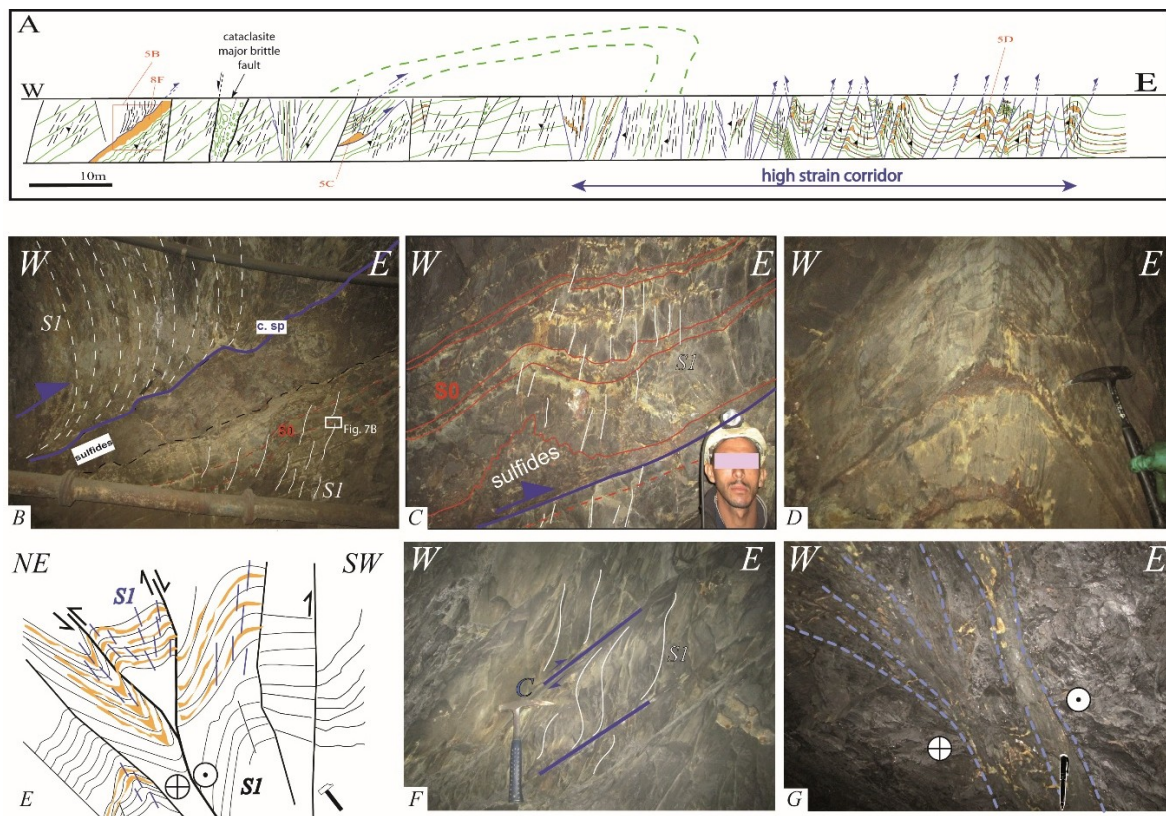 A
cataclasite
major brittle
fault
5B
8F
5D
W
E
10m
5C
high strain corridor
W
E
S1
c. sp
sulfides
S0
Fig. 7B
S1
B
W
E
S0
S1
sulfides
C
W
E
D
NE
SW
S1
S1
E
W
E
S1
C
F
W
E
G